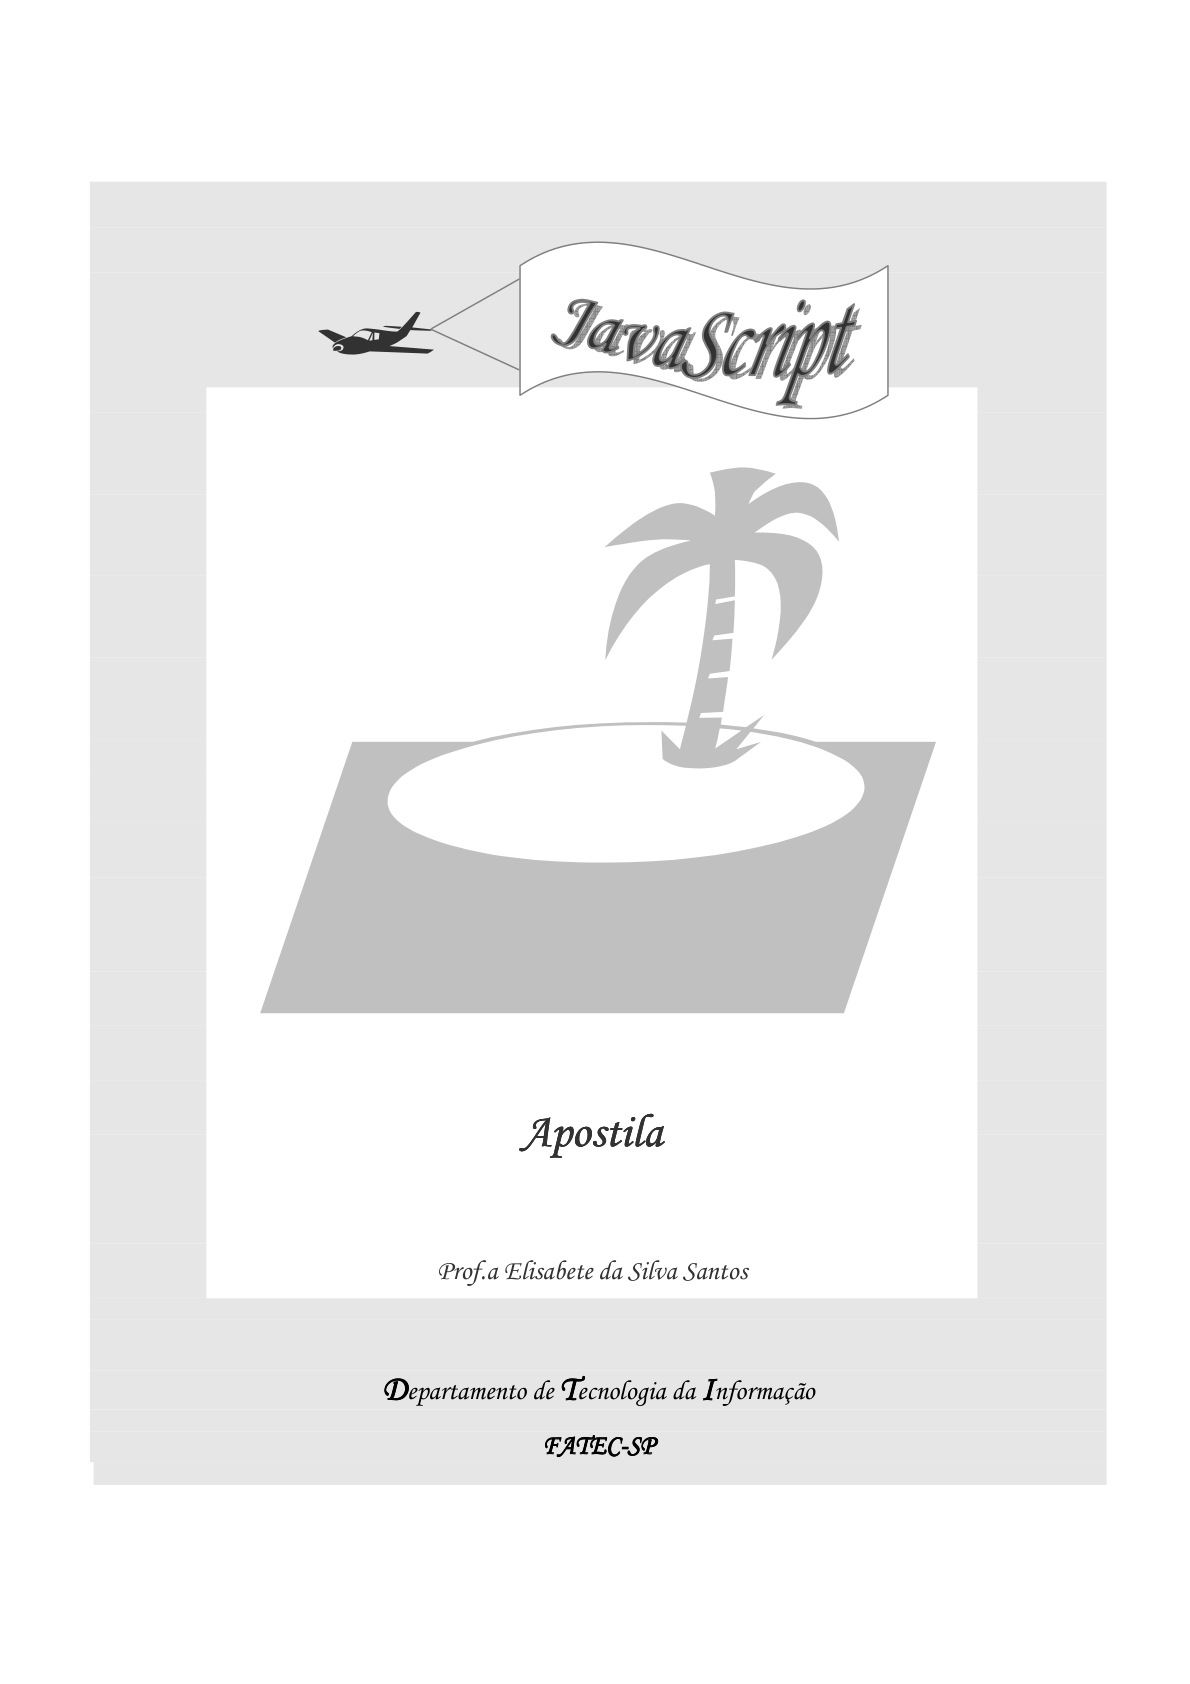 JavaScript
Apostila
Prof.a Elisabete da Silva Santos
Departamento de Tecnologia da Informação
FATEC-SP